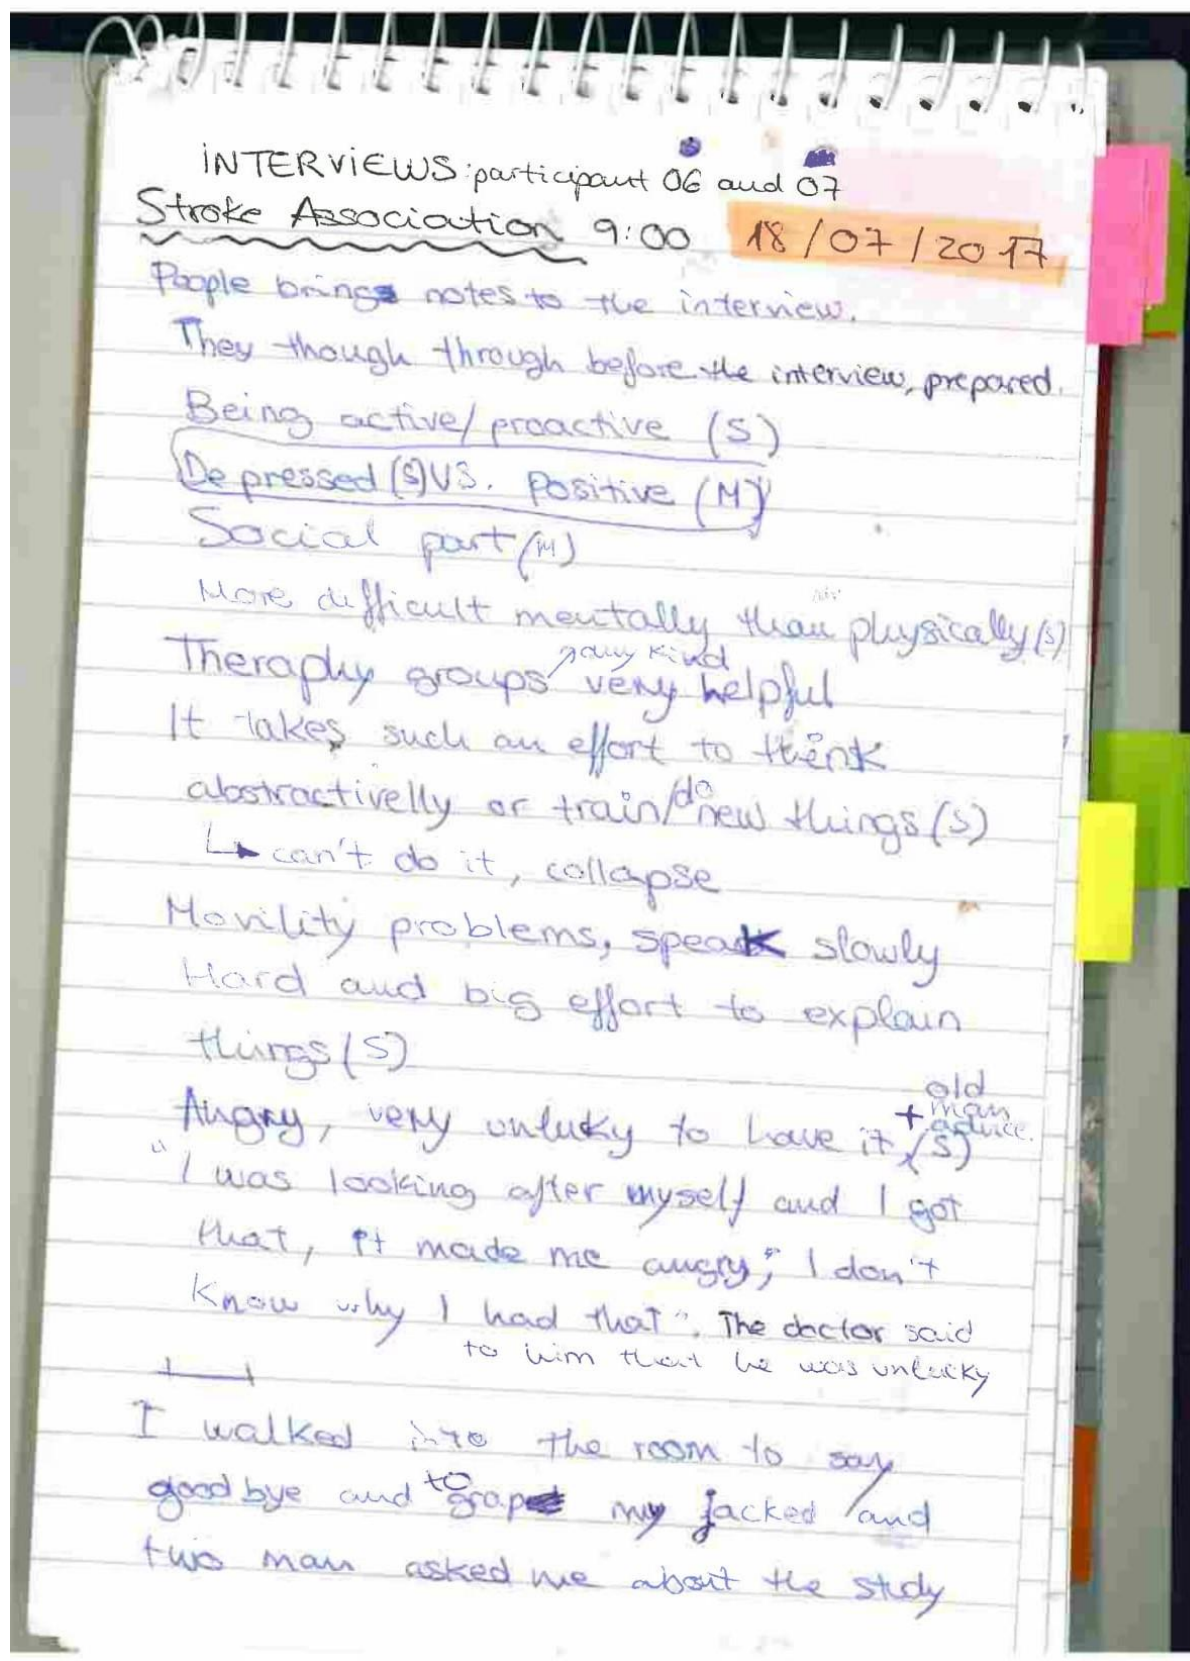 INTERVIEWS: participant 06 and 07
Stroke Association 9:00 18/07/2017
People brings notes to the interview.
They though through before the interview, prepared.
Being active/proactive (S)
Depressed (S) VS. Positive (M)
Social part (M)
More difficult mentally than physically (S)
any kind
Theraphy groups very helpful
It takes such an effort to think
abstractivelly or train/do new things (S)
↳ can't do it, collapse
Movility problems, speak slowly
Hard and big effort to explain
things (S)
+ old man advice.
Angry, very unlucky to have it, (S)
"I was looking after myself and I got
that, it made me angry; I don't
know why I had that". The doctor said
to him that he was unlucky
I walked into the room to say
good bye and to grap my jacked and
two man asked me about the study